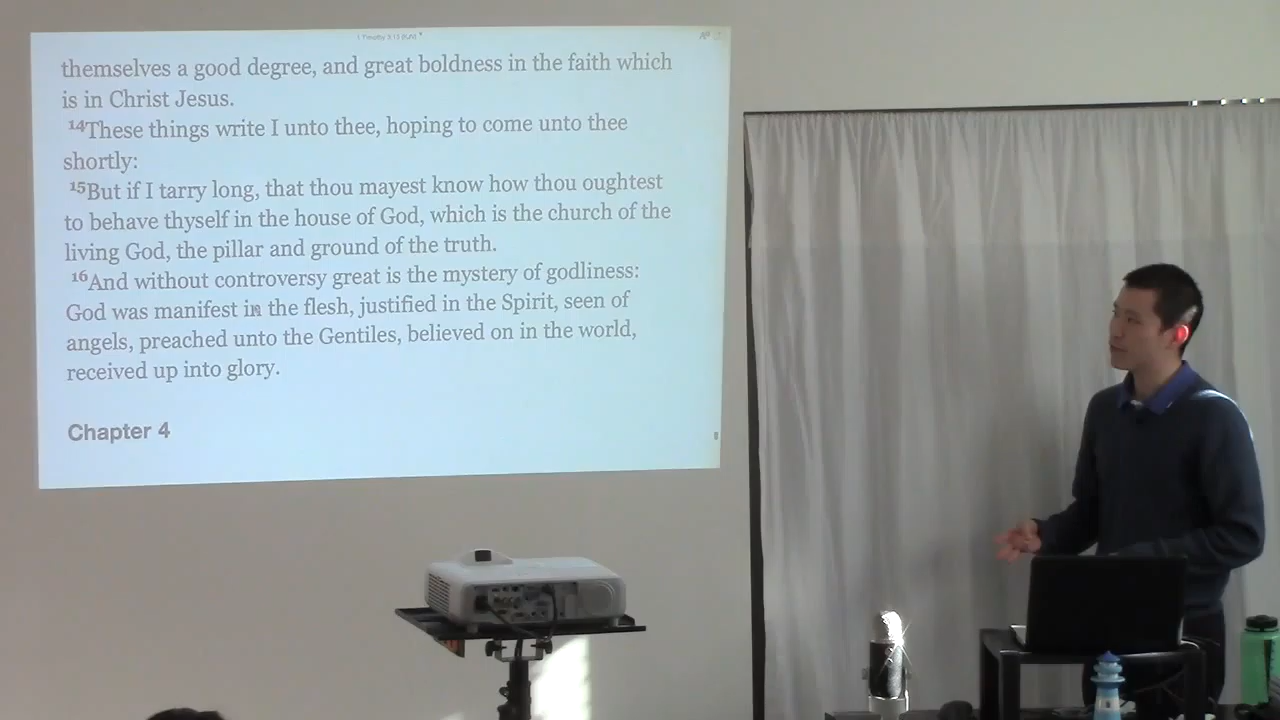 1 Timothy 3:15 (KJV)
themselves a good degree, and great boldness in the faith which
is in Christ Jesus.
14These things write I unto thee, hoping to come unto thee
shortly:
15But if I tarry long, that thou mayest know how thou oughtest
to behave thyself in the house of God, which is the church of the
living God, the pillar and ground of the truth.
16And without controversy great is the mystery of godliness:
God was manifest in the flesh, justified in the Spirit, seen of
angels, preached unto the Gentiles, believed on in the world,
received up into glory.
Chapter 4